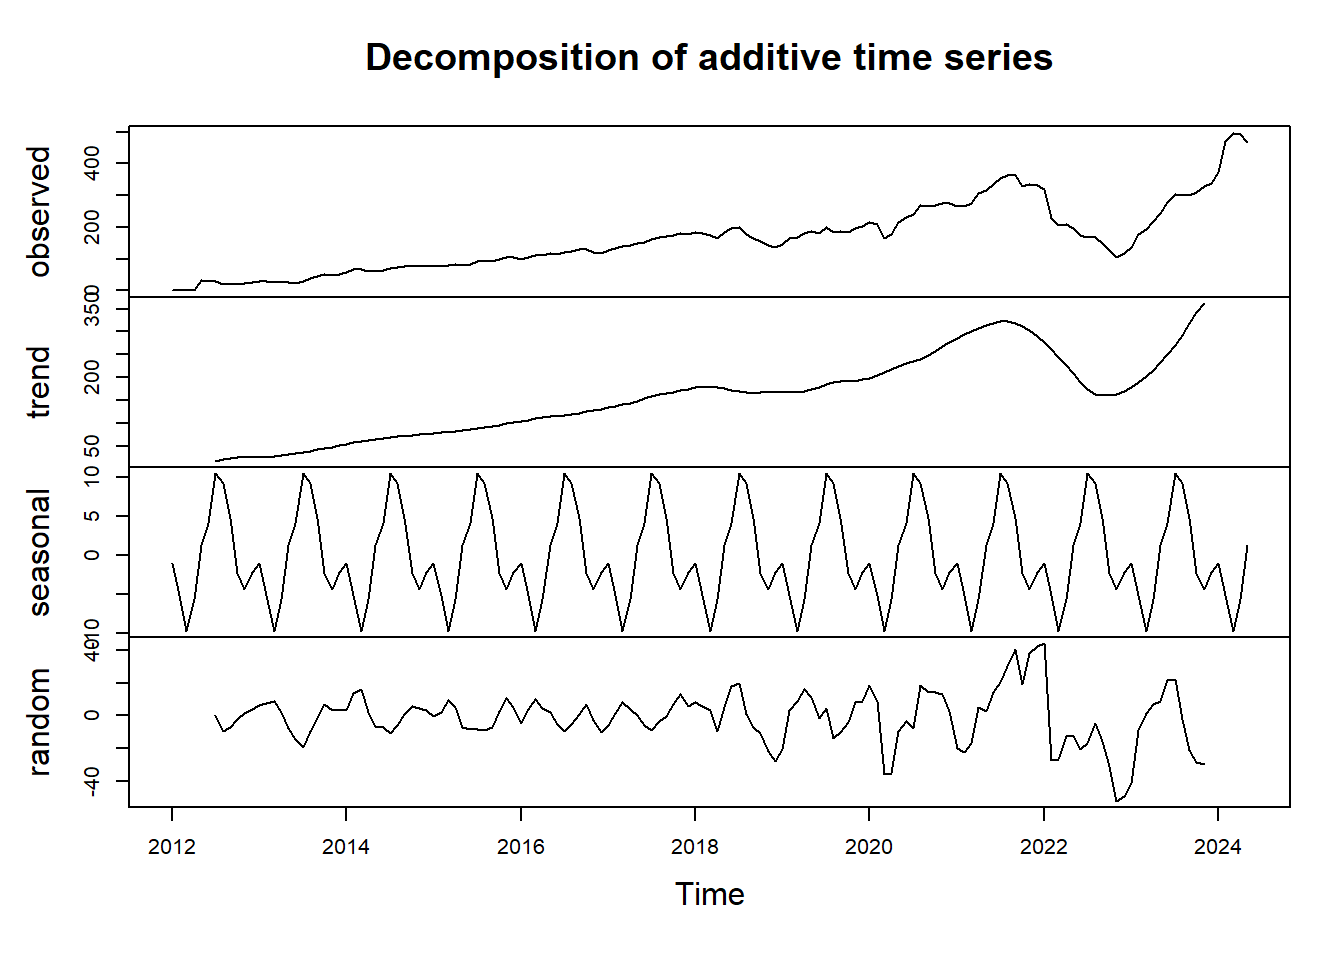 Decomposition of additive time series
observed
0 200 400
trend
50 200 350
seasonal
-10 0 5 10
random
-40 0 40
2012 2014 2016 2018 2020 2022 2024
Time